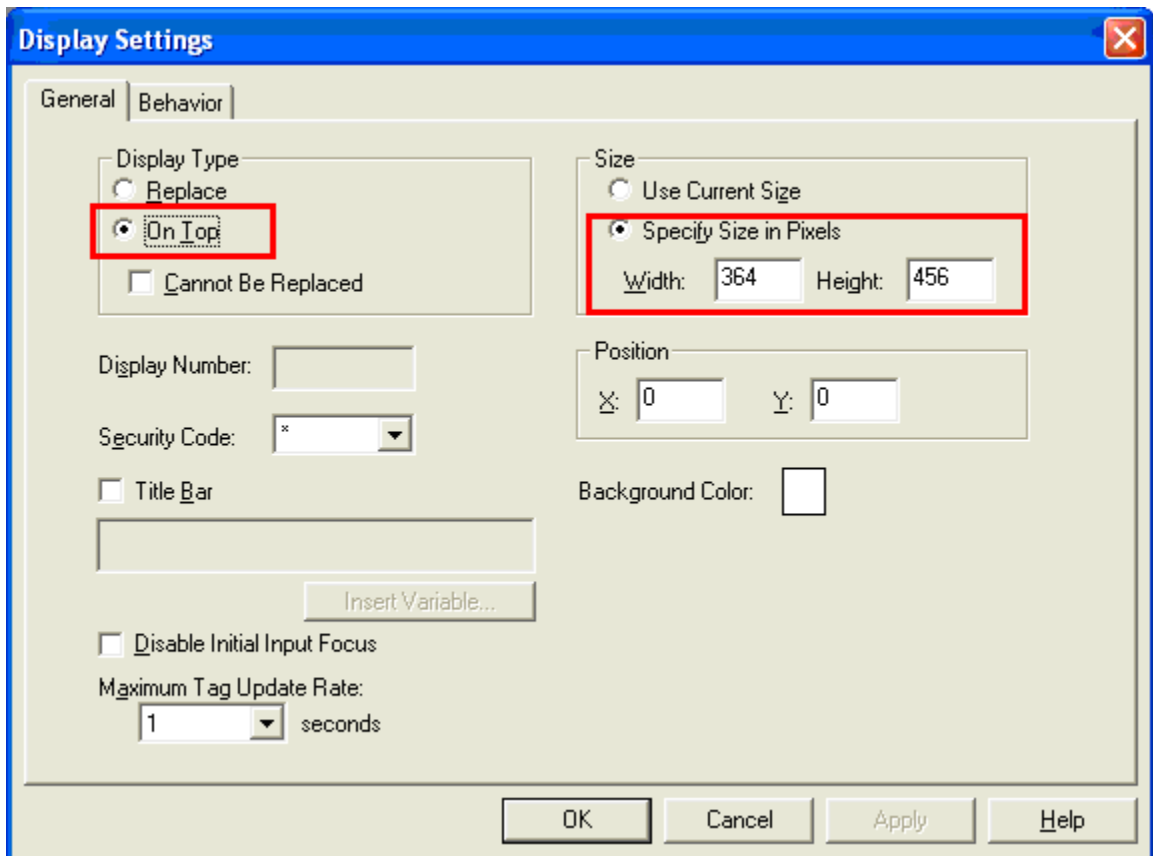 Display Settings
General Behavior
Display Type
Replace
On Top
Cannot Be Replaced
Size
Use Current Size
Specify Size in Pixels
Width: 364 Height: 456
Display Number:
Position
X: 0 Y: 0
Security Code: *
Title Bar
Background Color:
Insert Variable...
Disable Initial Input Focus
Maximum Tag Update Rate:
1 seconds
OK Cancel Apply Help